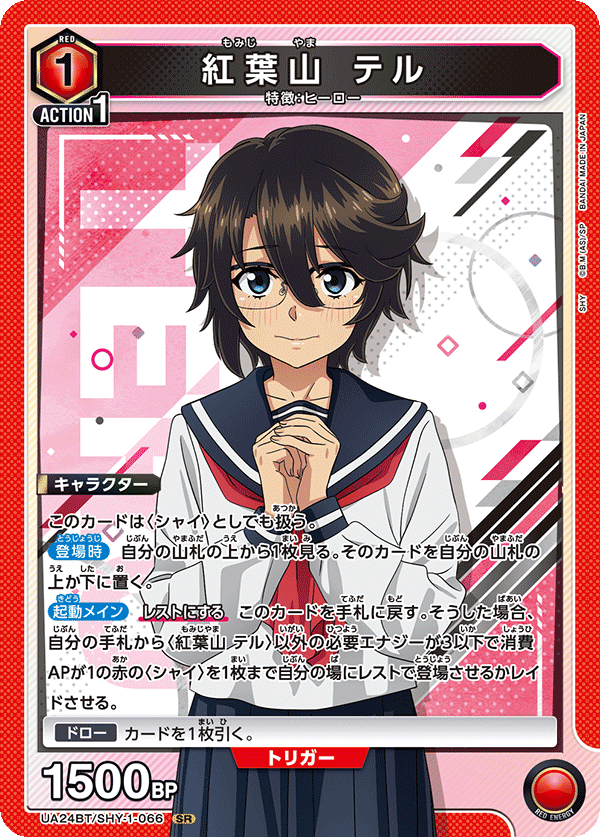 RED
1
ACTION 1
もみじ やま
紅葉山 テル
特徴:ヒーロー
SHY ©B.M(AS)/SP BANDAI MADE IN JAPAN
キャラクター
このカードは〈シャイ〉としても扱う。
登場時 自分の山札の上から1枚見る。そのカードを自分の山札の
上か下に置く。
起動メイン レストにする このカードを手札に戻す。そうした場合、
自分の手札から〈紅葉山 テル〉以外の必要エナジーが3以下で消費
APが1の赤の〈シャイ〉を1枚まで自分の場にレストで登場させるかレイ
ドさせる。
ドロー カードを1枚引く。
トリガー
1500BP
RED ENERGY
UA24BT/SHY-1-066 SR